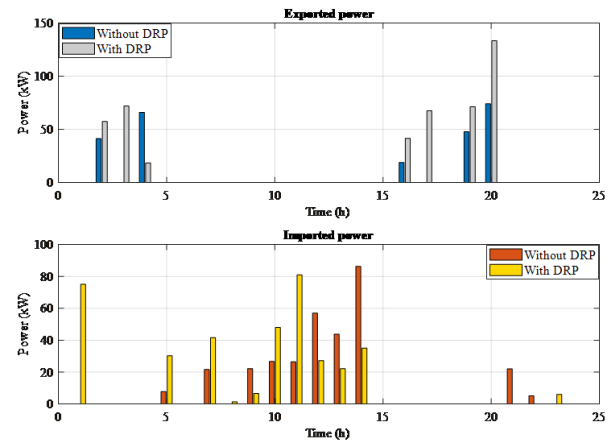 Exported power
150
100
50
0
Power (kW)
Without DRP
With DRP
0 5 10 15 20 25
Time (h)
Imported power
100
80
60
40
20
0
Power (kW)
Without DRP
With DRP
0 5 10 15 20 25
Time (h)